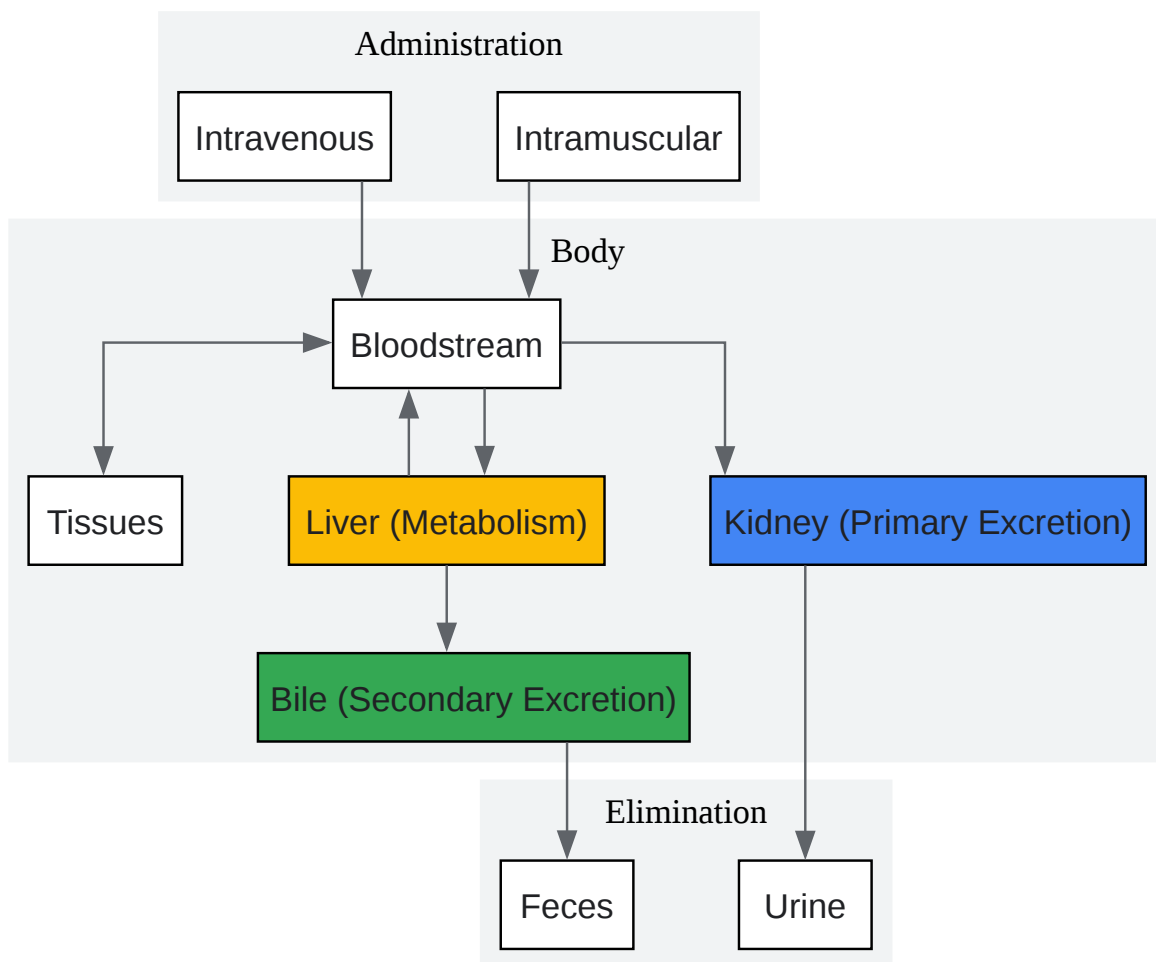 Administration
Intravenous
Intramuscular
Body
Bloodstream
Tissues
Liver (Metabolism)
Kidney (Primary Excretion)
Bile (Secondary Excretion)
Elimination
Feces
Urine